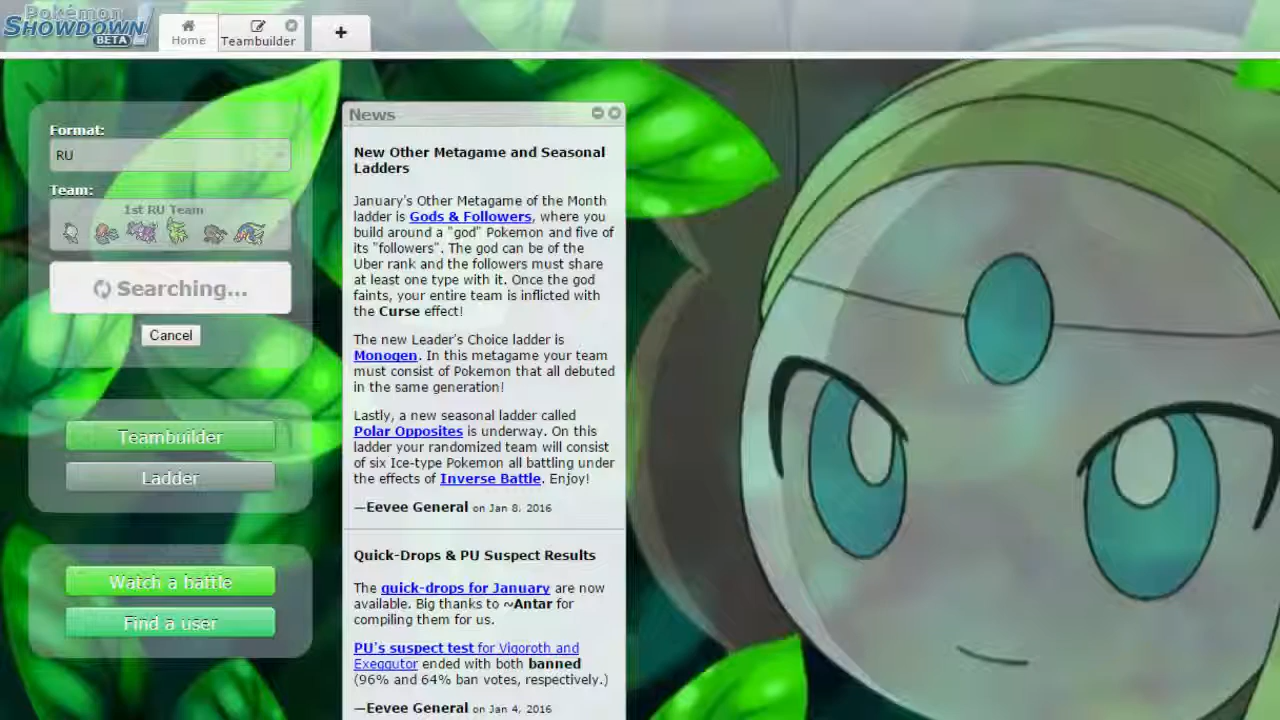 Pokémon
SHOWDOWN!
BETA
Home
Teambuilder
+
Format:
RU
Team:
1st RU Team
Searching...
Cancel
Teambuilder
Ladder
Watch a battle
Find a user
News
New Other Metagame and Seasonal
Ladders
January's Other Metagame of the Month
ladder is Gods & Followers, where you
build around a "god" Pokemon and five of
its "followers". The god can be of the
Uber rank and the followers must share
at least one type with it. Once the god
faints, your entire team is inflicted with
the Curse effect!
The new Leader's Choice ladder is
Monogen. In this metagame your team
must consist of Pokemon that all debuted
in the same generation!
Lastly, a new seasonal ladder called
Polar Opposites is underway. On this
ladder your randomized team will consist
of six Ice-type Pokemon all battling under
the effects of Inverse Battle. Enjoy!
—Eevee General on Jan 8, 2016
Quick-Drops & PU Suspect Results
The quick-drops for January are now
available. Big thanks to ~Antar for
compiling them for us.
PU's suspect test for Vigoroth and
Exeggutor ended with both banned
(96% and 64% ban votes, respectively.)
—Eevee General on Jan 4, 2016